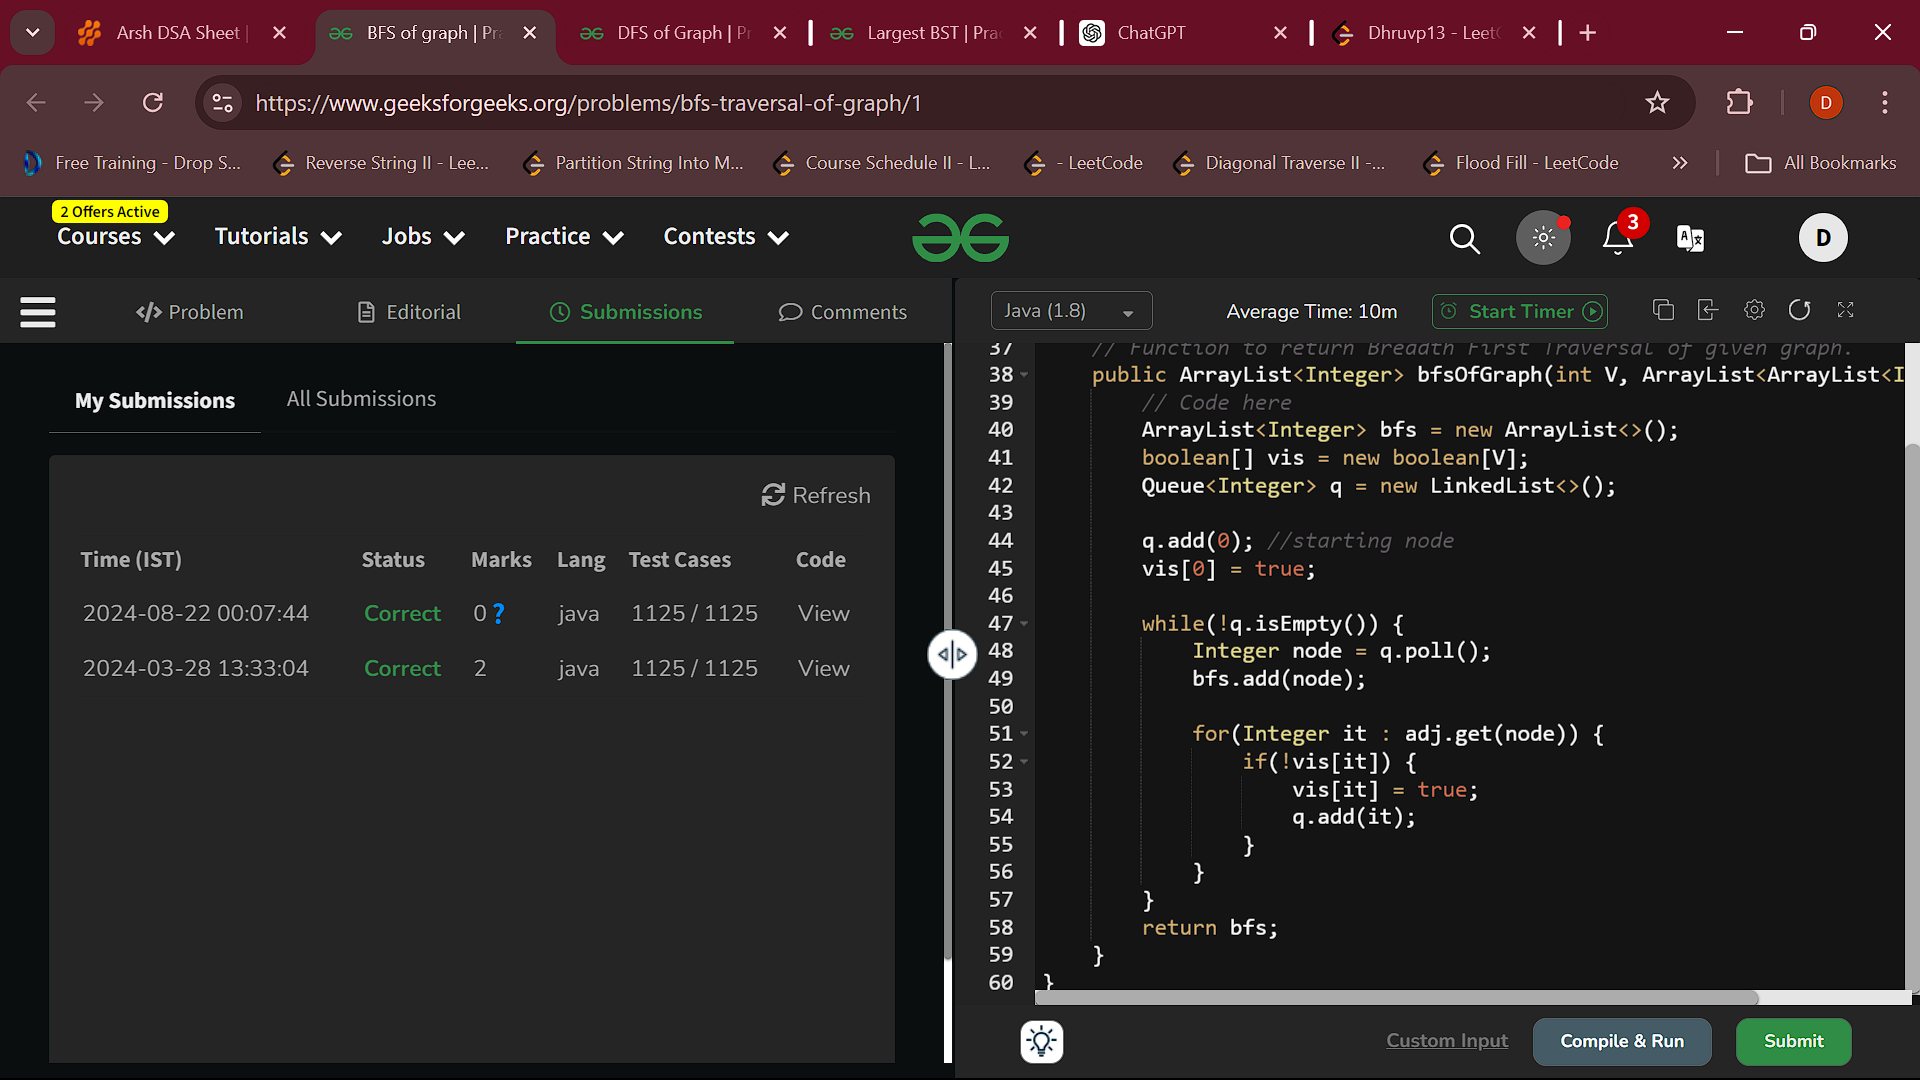 Arsh DSA Sheet |
BFS of graph | Pra
DFS of Graph | P
Largest BST | Prac
ChatGPT
Dhruvp13 - LeetC
https://www.geeksforgeeks.org/problems/bfs-traversal-of-graph/1
D
Free Training - Drop S...
Reverse String II - Lee...
Partition String Into M...
Course Schedule II - L...
- LeetCode
Diagonal Traverse II -...
Flood Fill - LeetCode
All Bookmarks
2 Offers Active
Courses
Tutorials
Jobs
Practice
Contests
3
D
Problem
Editorial
Submissions
Comments
Java (1.8)
Average Time: 10m
Start Timer
My Submissions
All Submissions
Refresh
Time (IST) Status Marks Lang Test Cases Code
2024-08-22 00:07:44 Correct 0 ? java 1125 / 1125 View
2024-03-28 13:33:04 Correct 2 java 1125 / 1125 View
37 // Function to return Breadth First Traversal of given graph.
38 public ArrayList<Integer> bfsOfGraph(int V, ArrayList<ArrayList<I
39 // Code here
40 ArrayList<Integer> bfs = new ArrayList<>();
41 boolean[] vis = new boolean[V];
42 Queue<Integer> q = new LinkedList<>();
43
44 q.add(0); //starting node
45 vis[0] = true;
46
47 while(!q.isEmpty()) {
48 Integer node = q.poll();
49 bfs.add(node);
50
51 for(Integer it : adj.get(node)) {
52 if(!vis[it]) {
53 vis[it] = true;
54 q.add(it);
55 }
56 }
57 }
58 return bfs;
59 }
60 }
Custom Input
Compile & Run
Submit